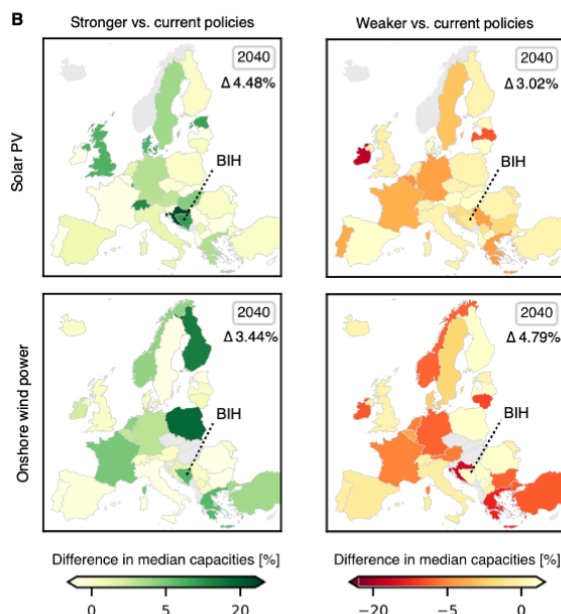 B
Stronger vs. current policies
Weaker vs. current policies
Solar PV
2040
Δ 4.48%
BIH
2040
Δ 3.02%
BIH
Onshore wind power
2040
Δ 3.44%
BIH
2040
Δ 4.79%
BIH
Difference in median capacities [%]
0 5 20
Difference in median capacities [%]
−20 −5 0